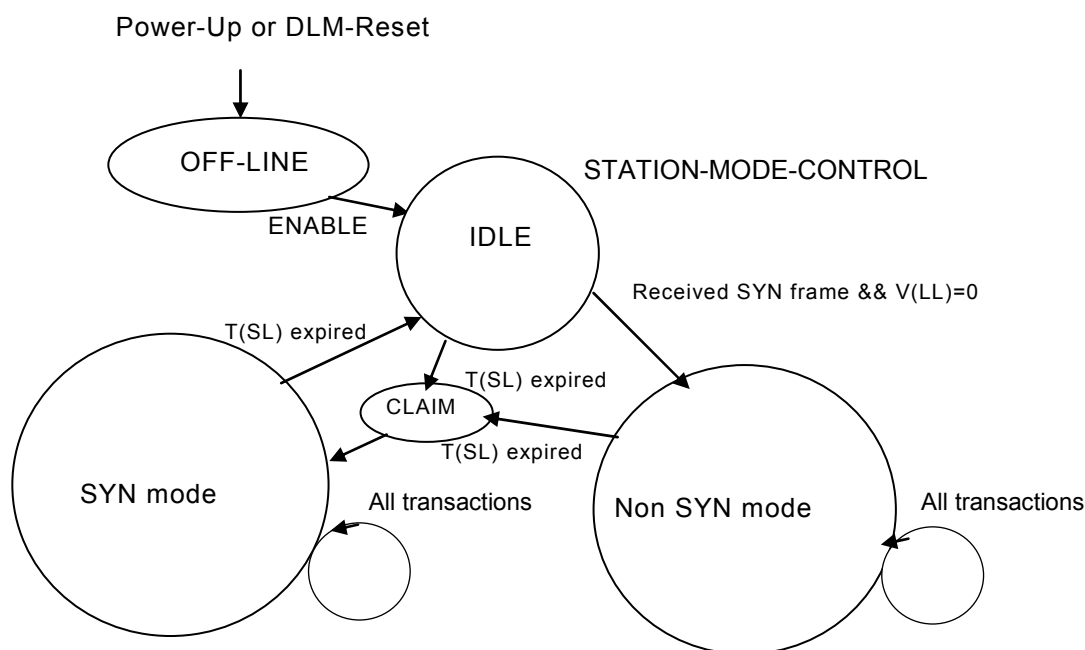 Power-Up or DLM-Reset
OFF-LINE
STATION-MODE-CONTROL
ENABLE
IDLE
Received SYN frame && V(LL)=0
T(SL) expired
T(SL) expired
CLAIM
T(SL) expired
SYN mode
All transactions
Non SYN mode
All transactions